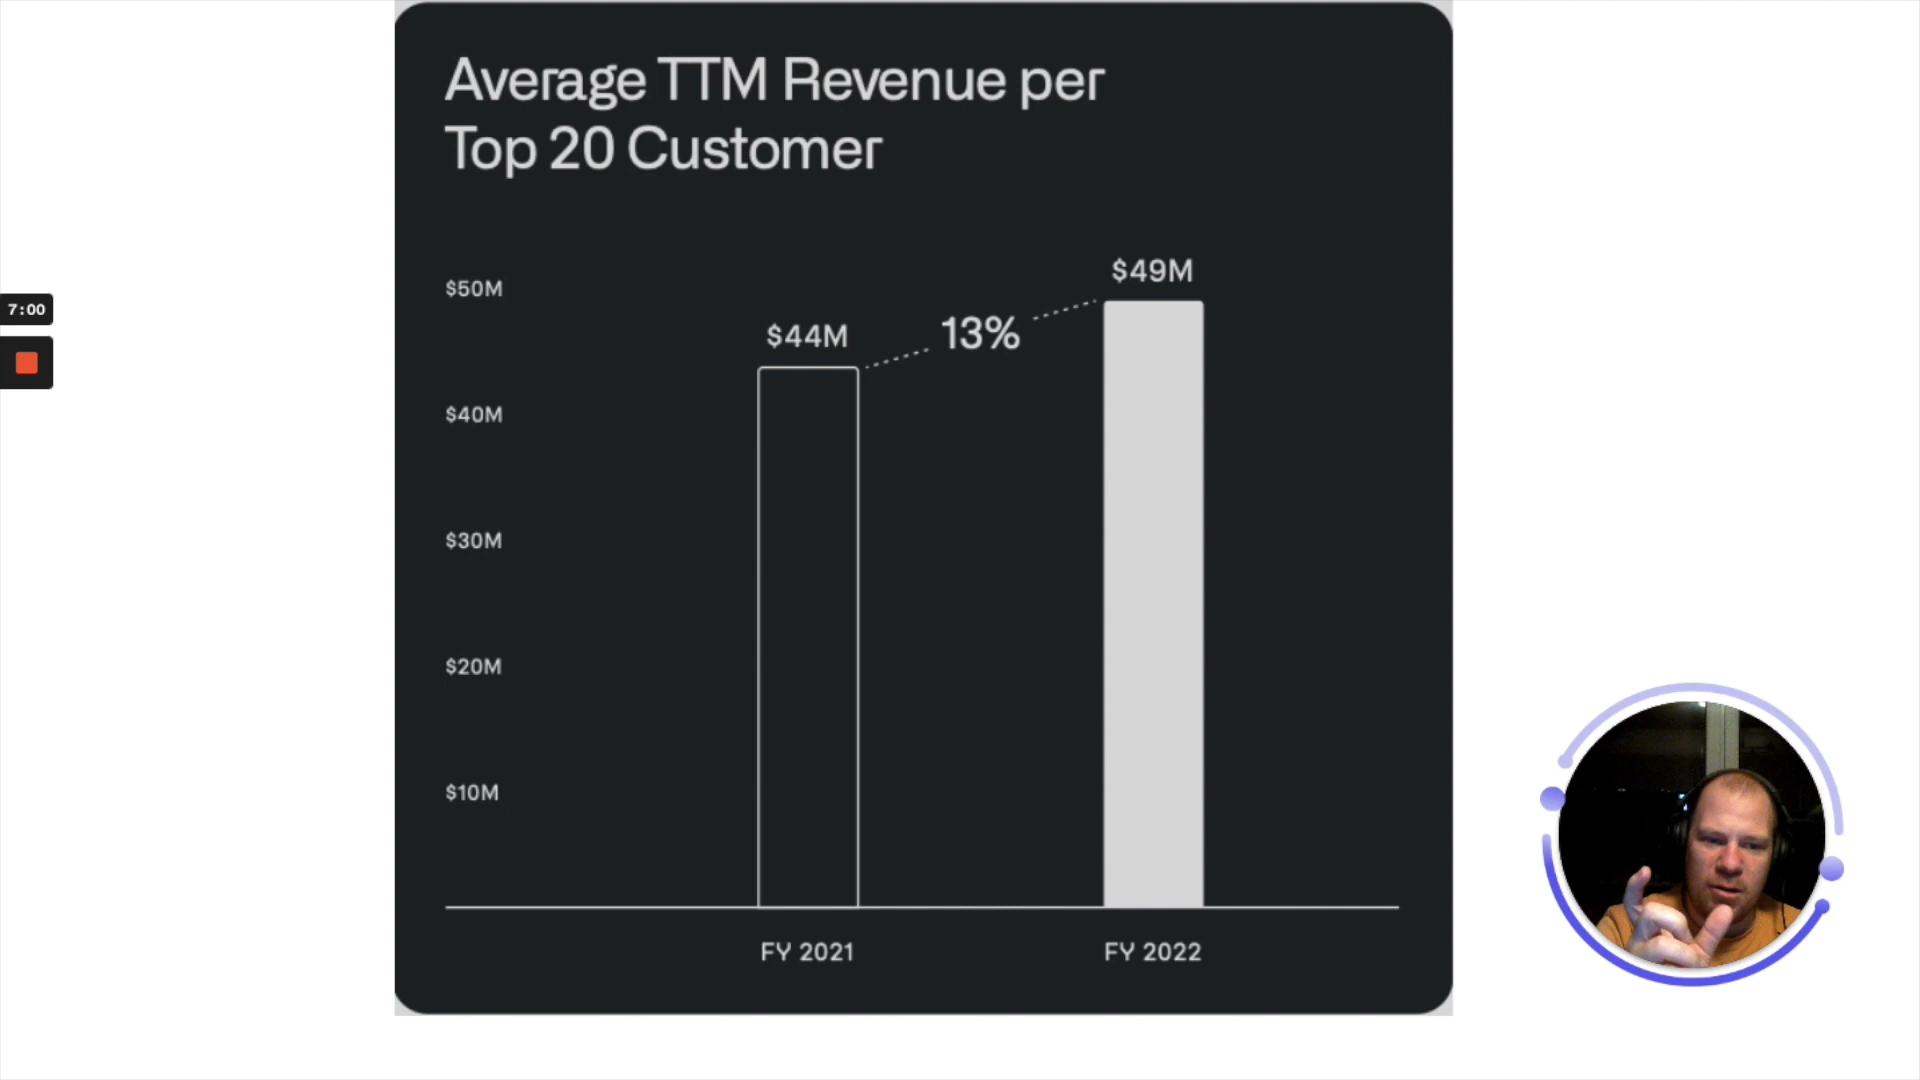 Average TTM Revenue per
Top 20 Customer
$49M
$50M
13%
$44M
7:00
$40M
$30M
$20M
$10M
FY 2021
FY 2022